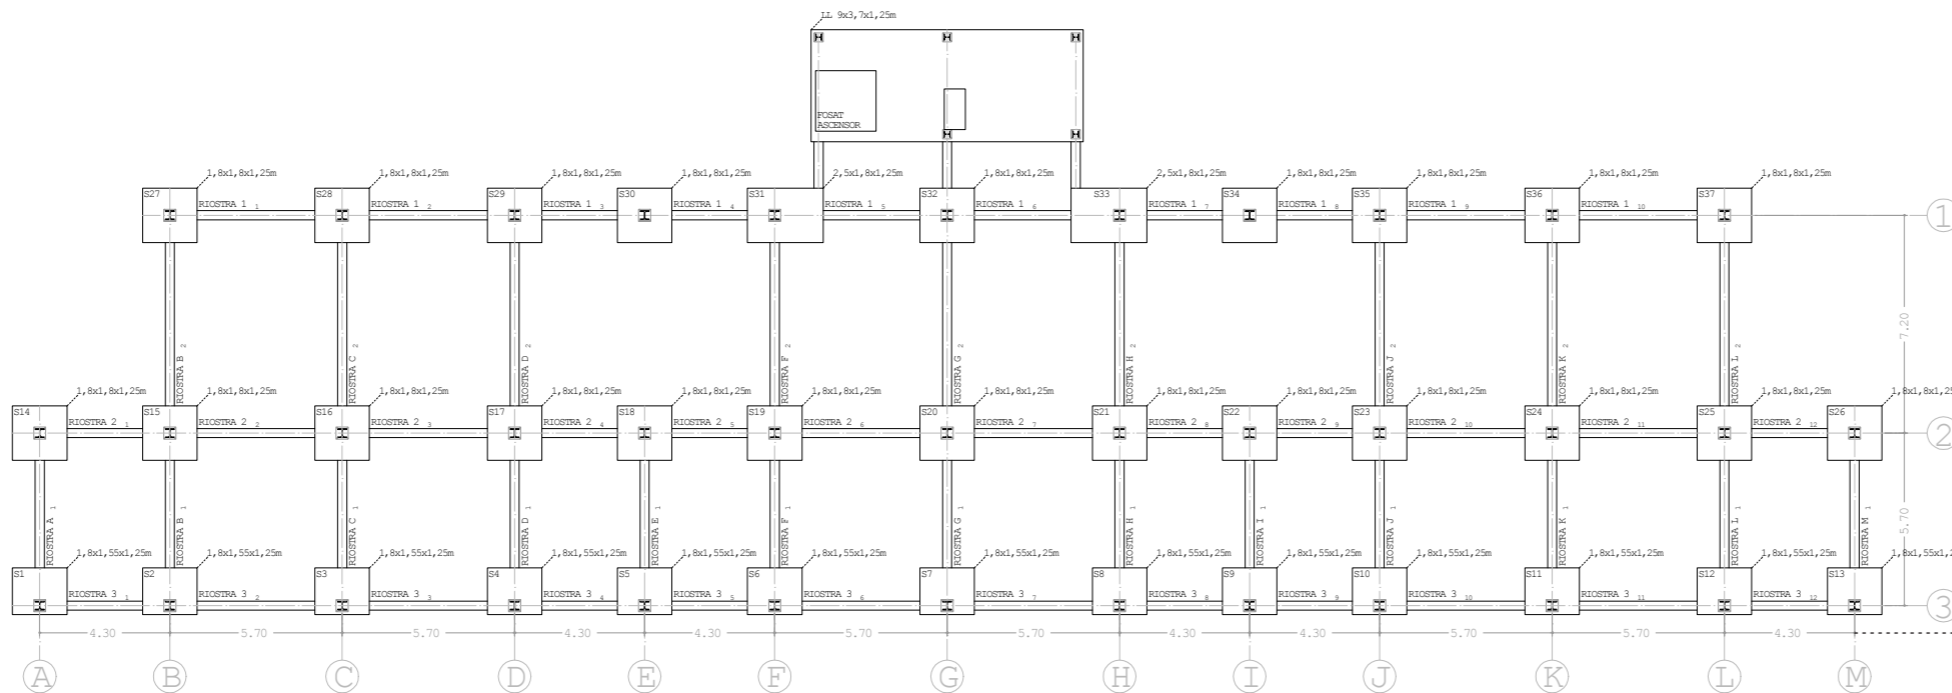 LL 9x3,7x1,25m
FOSAT
ASCENSOR
1,8x1,8x1,25m 1,8x1,8x1,25m 1,8x1,8x1,25m 1,8x1,8x1,25m 2,5x1,8x1,25m 1,8x1,8x1,25m 2,5x1,8x1,25m 1,8x1,8x1,25m 1,8x1,8x1,25m 1,8x1,8x1,25m 1,8x1,8x1,25m
S27 S28 S29 S30 S31 S32 S33 S34 S35 S36 S37
RIOSTRA 1 1 RIOSTRA 1 2 RIOSTRA 1 3 RIOSTRA 1 4 RIOSTRA 1 5 RIOSTRA 1 6 RIOSTRA 1 7 RIOSTRA 1 8 RIOSTRA 1 9 RIOSTRA 1 10
1
7.20
RIOSTRA B 2 RIOSTRA C 2 RIOSTRA D 2 RIOSTRA F 2 RIOSTRA G 2 RIOSTRA H 2 RIOSTRA J 2 RIOSTRA K 2 RIOSTRA L 2
1,8x1,8x1,25m 1,8x1,8x1,25m 1,8x1,8x1,25m 1,8x1,8x1,25m 1,8x1,8x1,25m 1,8x1,8x1,25m 1,8x1,8x1,25m 1,8x1,8x1,25m 1,8x1,8x1,25m 1,8x1,8x1,25m 1,8x1,8x1,25m 1,8x1,8x1,25m 1,8x1,8x1,25
S14 S15 S16 S17 S18 S19 S20 S21 S22 S23 S24 S25 S26
RIOSTRA 2 1 RIOSTRA 2 2 RIOSTRA 2 3 RIOSTRA 2 4 RIOSTRA 2 5 RIOSTRA 2 6 RIOSTRA 2 7 RIOSTRA 2 8 RIOSTRA 2 9 RIOSTRA 2 10 RIOSTRA 2 11 RIOSTRA 2 12
2
5.70
RIOSTRA A 1 RIOSTRA B 1 RIOSTRA C 1 RIOSTRA D 1 RIOSTRA E 1 RIOSTRA F 1 RIOSTRA G 1 RIOSTRA H 1 RIOSTRA I 1 RIOSTRA J 1 RIOSTRA K 1 RIOSTRA L 1 RIOSTRA M 1
1,8x1,55x1,25m 1,8x1,55x1,25m 1,8x1,55x1,25m 1,8x1,55x1,25m 1,8x1,55x1,25m 1,8x1,55x1,25m 1,8x1,55x1,25m 1,8x1,55x1,25m 1,8x1,55x1,25m 1,8x1,55x1,25m 1,8x1,55x1,25m 1,8x1,55x1,25m 1,8x1,55x1,2
S1 S2 S3 S4 S5 S6 S7 S8 S9 S10 S11 S12 S13
RIOSTRA 3 1 RIOSTRA 3 2 RIOSTRA 3 3 RIOSTRA 3 4 RIOSTRA 3 5 RIOSTRA 3 6 RIOSTRA 3 7 RIOSTRA 3 8 RIOSTRA 3 9 RIOSTRA 3 10 RIOSTRA 3 11 RIOSTRA 3 12
3
4.30 5.70 5.70 4.30 4.30 5.70 5.70 4.30 4.30 5.70 5.70 4.30
A B C D E F G H I J K L M